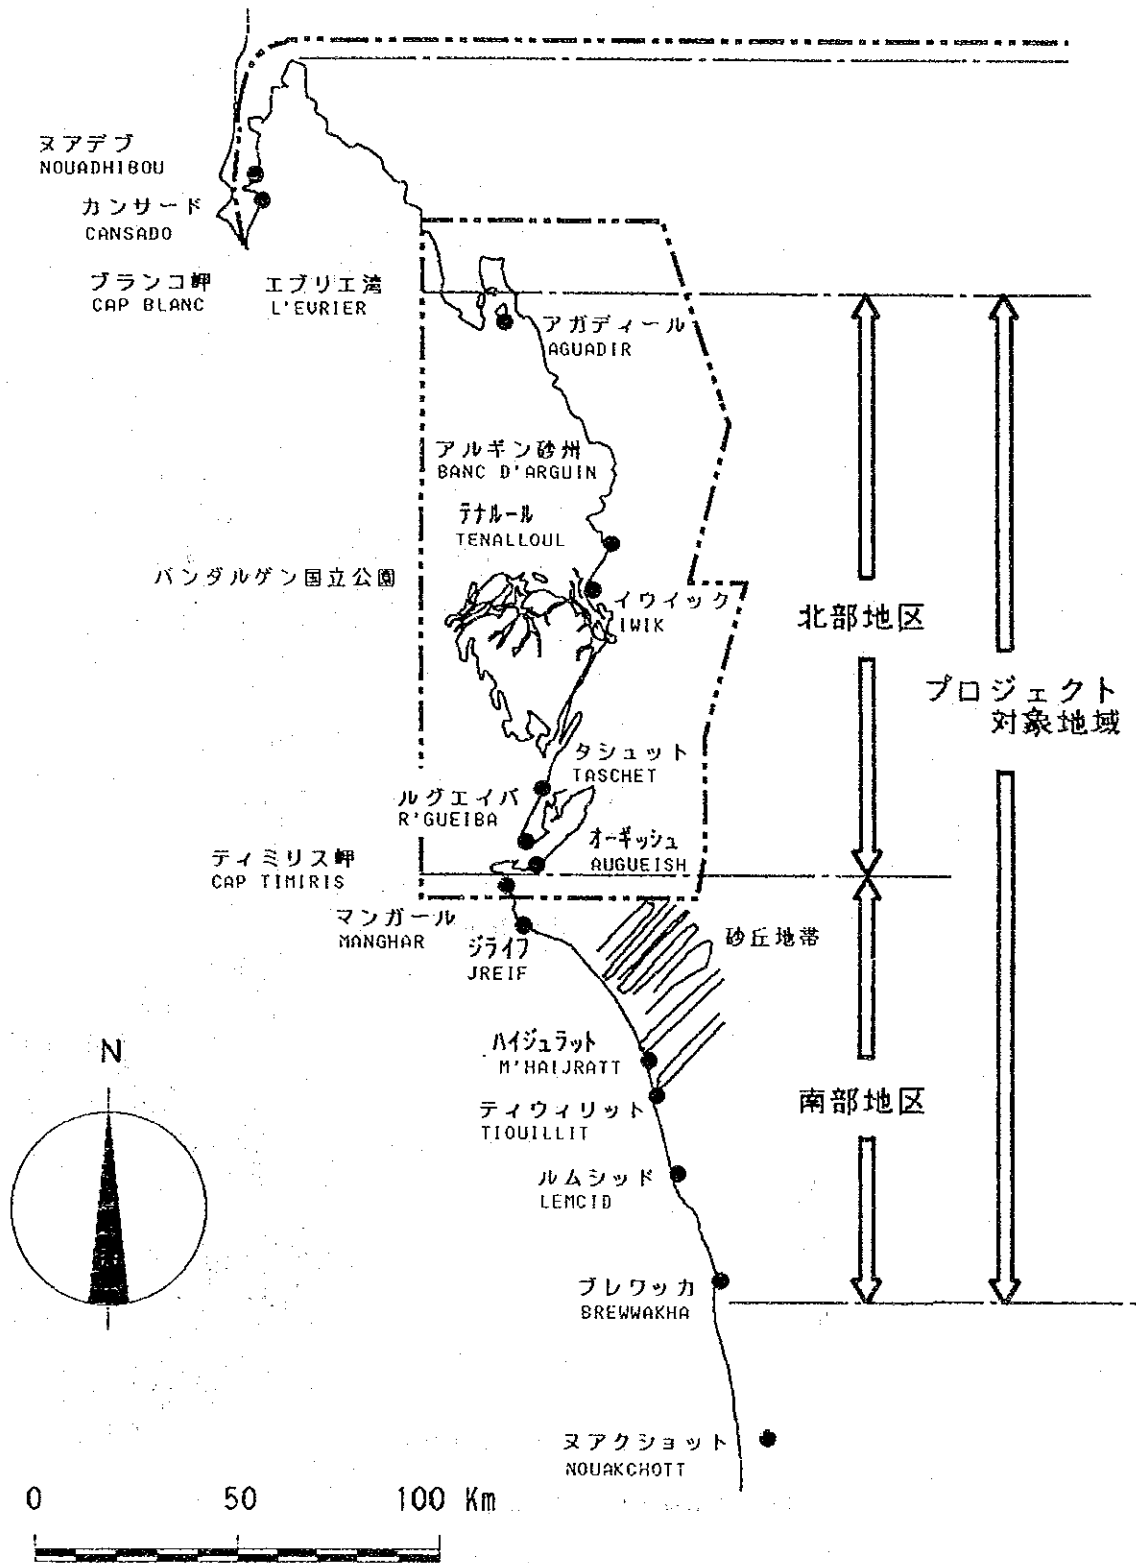 ヌアデブ
NOUADHIBOU
カンサード
CANSADO
ブランコ岬
CAP BLANC
エブリエ湾
L'EVRIER
アガディール
AGUADIR
アルギン砂州
BANC D'ARGUIN
テナルール
TENALLOUL
バンダルゲン国立公園
イウイック
IWIK
北部地区
プロジェクト
対象地域
タシュット
TASCHET
ルグエイバ
R'GUEIBA
オーギッシュ
AUGUEISH
ティミリス岬
CAP TIMIRIS
マンガール
MANGHAR
ジライフ
JREIF
砂丘地帯
N
ハイジュラット
M'HAIJRATT
ティウィリット
TIOUILLIT
南部地区
ルムシッド
LEMCID
ブレワッカ
BREWWAKHA
ヌアクショット
NOUAKCHOTT
0 50 100 Km